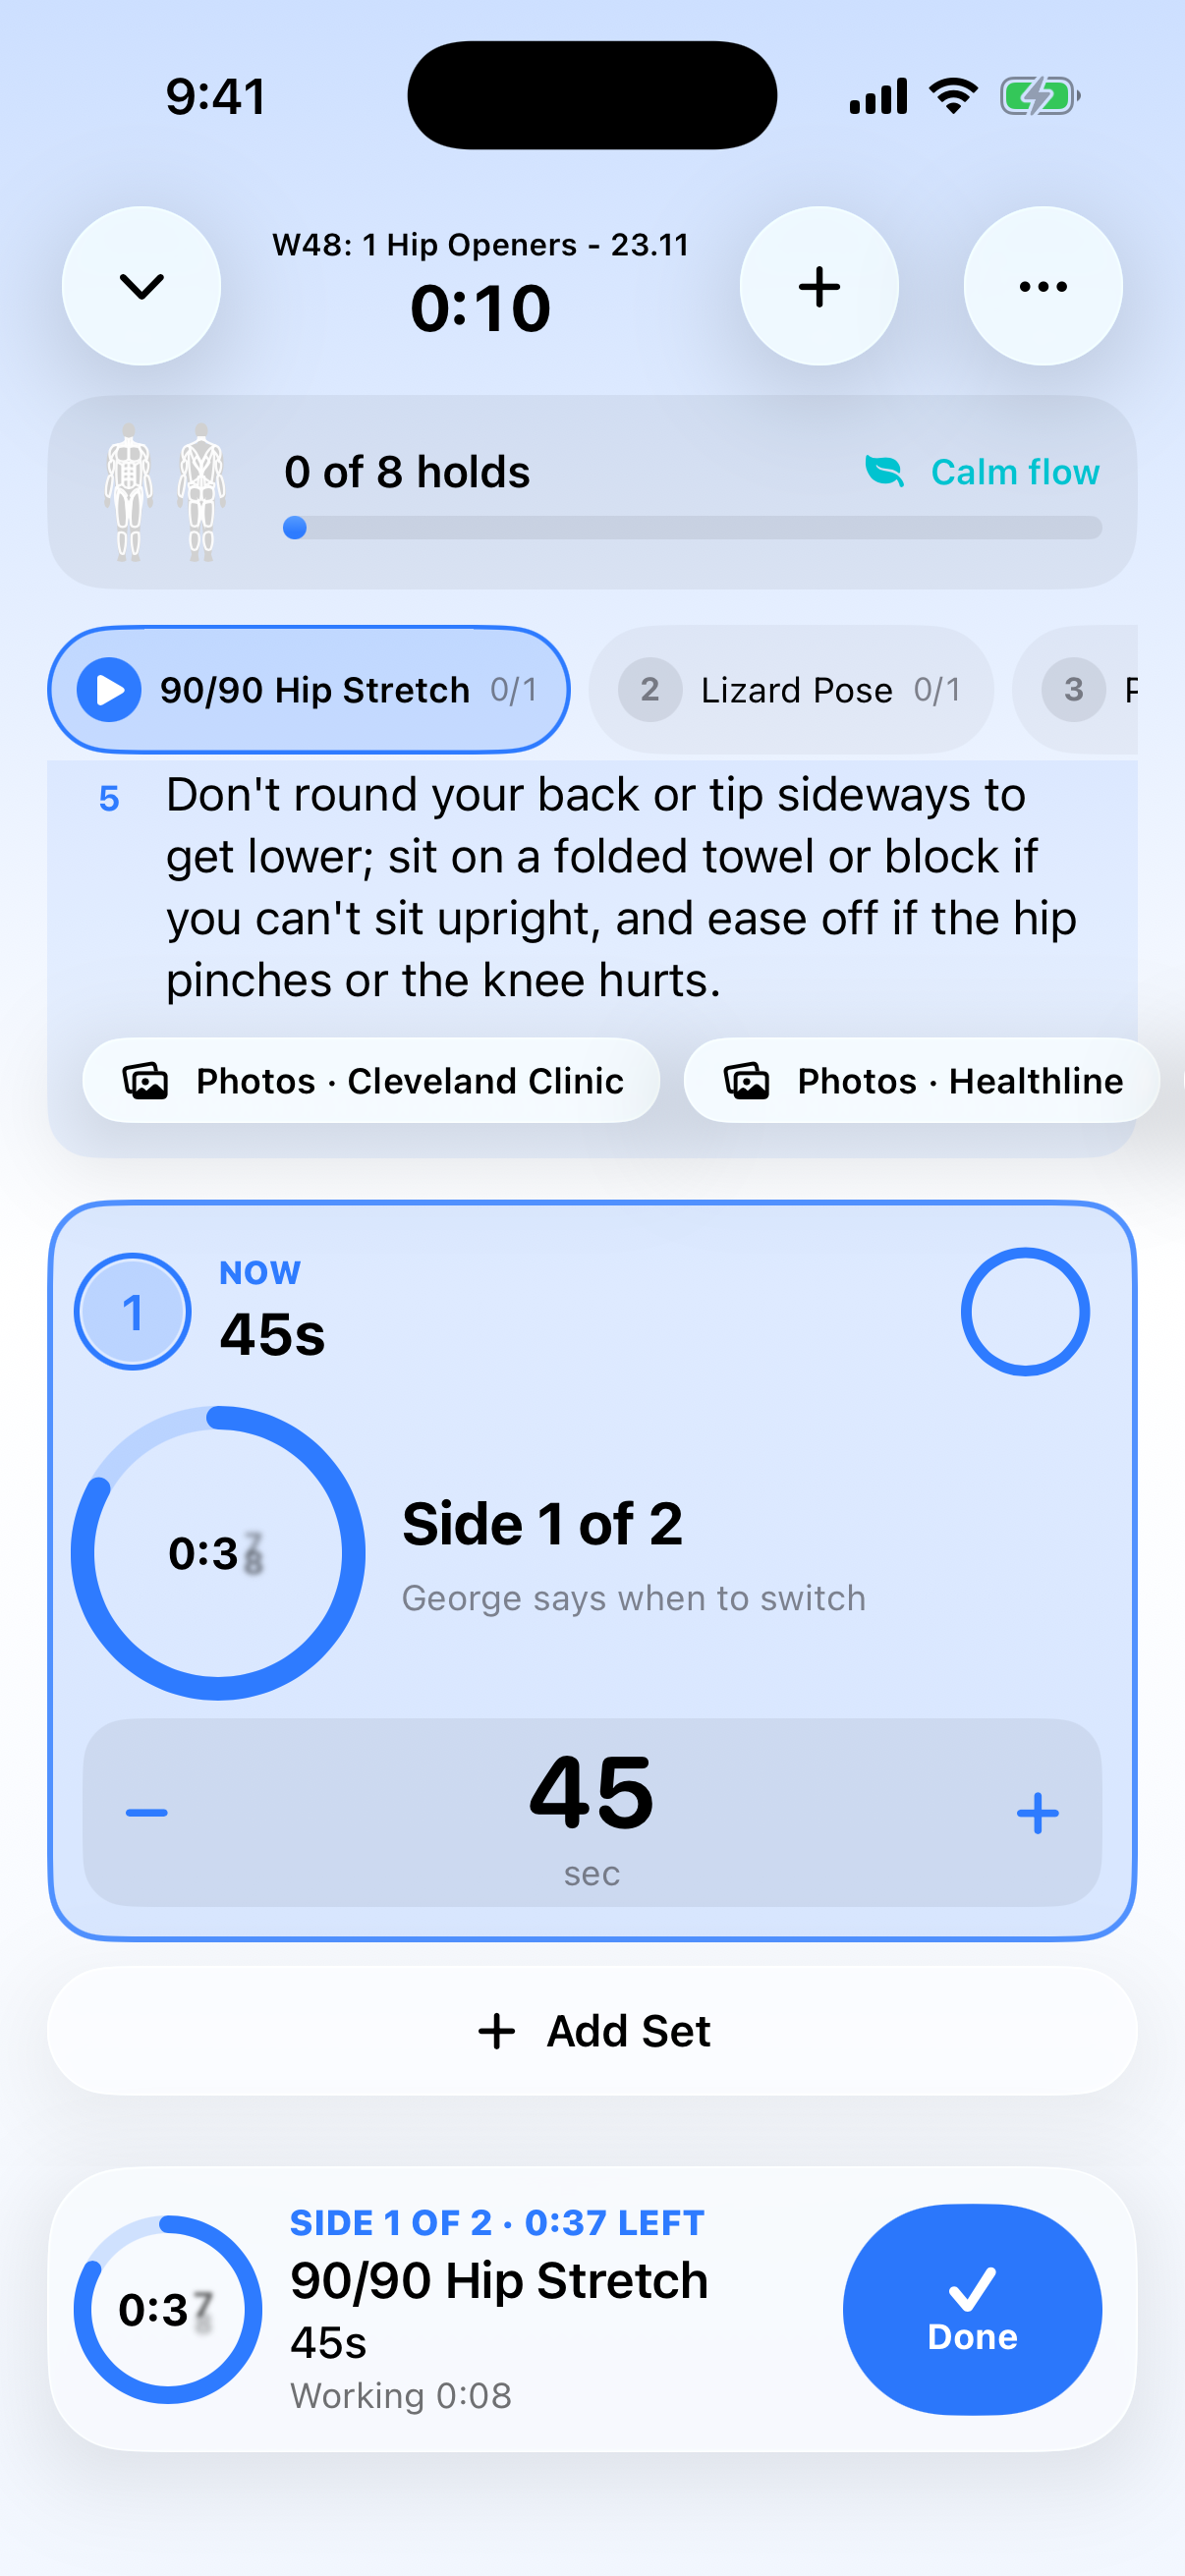 9:41
W48: 1 Hip Openers - 23.11
0:10
0 of 8 holds
Calm flow
90/90 Hip Stretch 0/1
2 Lizard Pose 0/1
3
5 Don't round your back or tip sideways to
get lower; sit on a folded towel or block if
you can't sit upright, and ease off if the hip
pinches or the knee hurts.
Photos · Cleveland Clinic
Photos · Healthline
1
NOW
45s
Side 1 of 2
George says when to switch
45
sec
Add Set
SIDE 1 OF 2 · 0:37 LEFT
90/90 Hip Stretch
45s
Working 0:08
Done